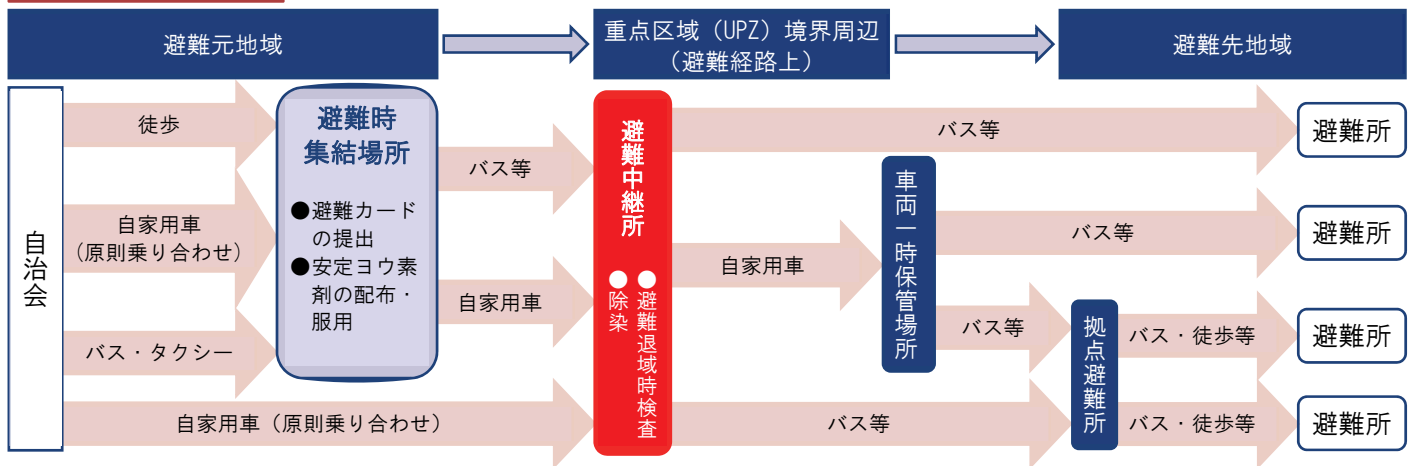 避難元地域
重点区域（UPZ）境界周辺
（避難経路上）
避難先地域
自治会
徒歩
自家用車
（原則乗り合わせ）
バス・タクシー
自家用車（原則乗り合わせ）
避難時
集結場所
●避難カード
の提出
●安定ヨウ素
剤の配布・
服用
バス等
自家用車
避難中継所
●避難退域時検査
●除染
バス等
自家用車
バス等
車両一時保管場所
バス等
バス等
拠点避難所
バス・徒歩等
バス・徒歩等
避難所
避難所
避難所
避難所